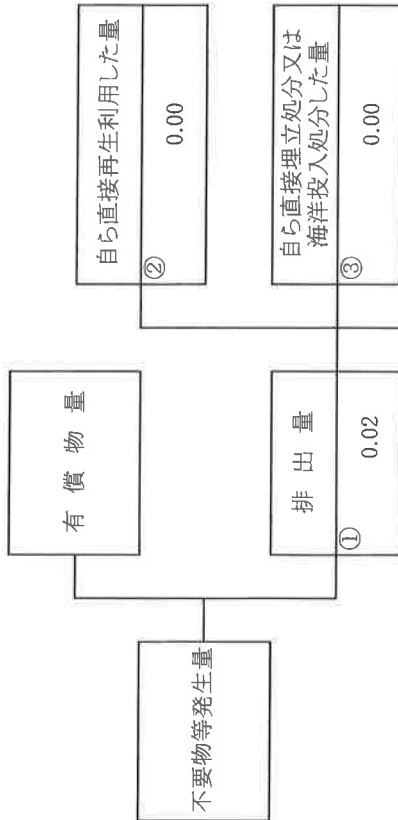 不要物等発生量
有償物量
排出量
①
0.02
自ら直接再生利用した量
②
0.00
自ら直接埋立処分又は
海洋投入処分した量
③
0.00